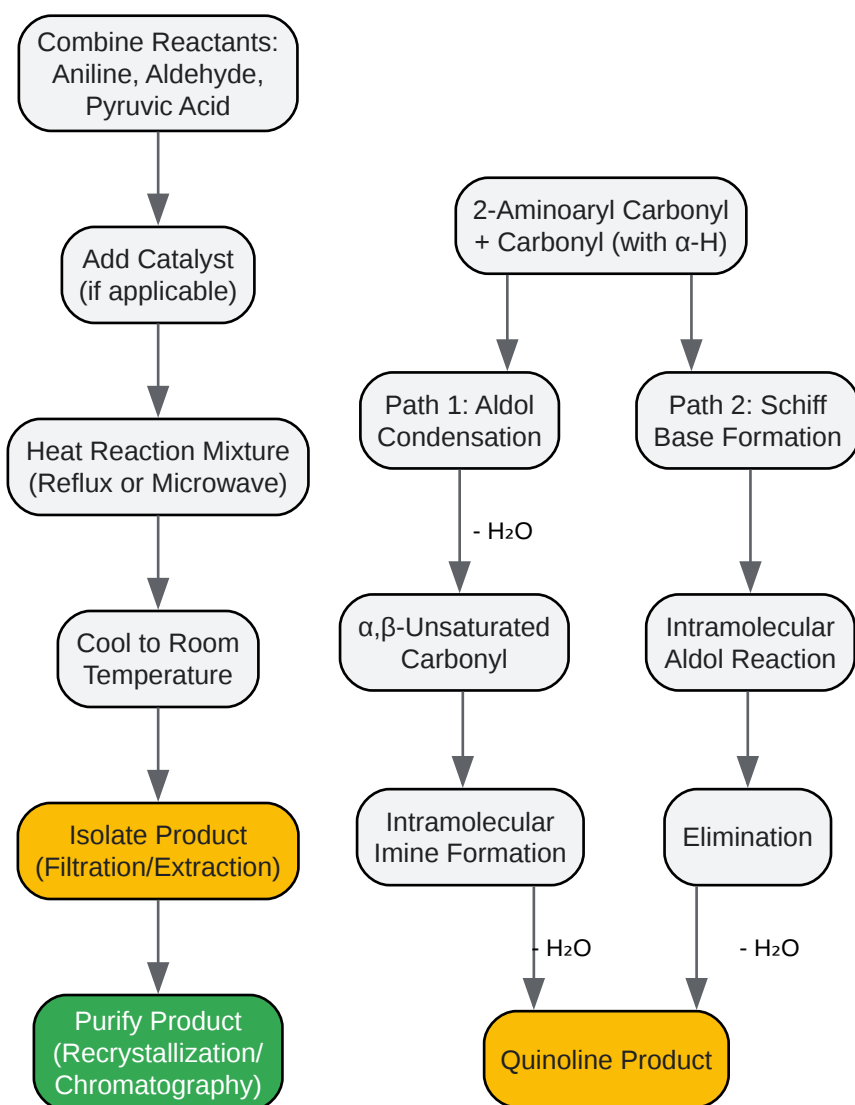 Combine Reactants:
Aniline, Aldehyde,
Pyruvic Acid
Add Catalyst
(if applicable)
Heat Reaction Mixture
(Reflux or Microwave)
Cool to Room
Temperature
Isolate Product
(Filtration/Extraction)
Purify Product
(Recrystallization/
Chromatography)
2-Aminoaryl Carbonyl
+ Carbonyl (with α-H)
Path 1: Aldol
Condensation
- H₂O
α,β-Unsaturated
Carbonyl
Intramolecular
Imine Formation
- H₂O
Path 2: Schiff
Base Formation
Intramolecular
Aldol Reaction
Elimination
- H₂O
Quinoline Product